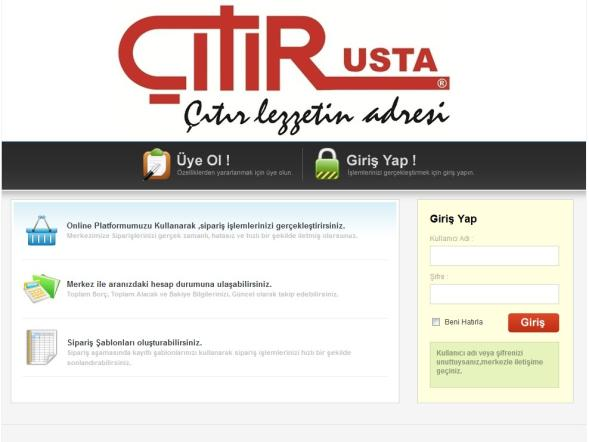 ÇITIR USTA ®
Çıtır lezzetin adresi
Üye Ol !
Özelliklerden yararlanmak için üye olun.
Giriş Yap !
İşlemlerinizi gerçekleştirmek için giriş yapın.
Online Platformumuzu Kullanarak ,sipariş işlemlerinizi gerçekleştirirsiniz.
Merkezimize Siparişlerinizi gerçek zamanlı, hatasız ve hızlı bir şekilde iletmiş olursunuz.
Merkez ile aranızdaki hesap durumuna ulaşabilirsiniz.
Toplam Borç, Toplam Alacak ve Bakiye Bilgilerinizi, Güncel olarak takip edebilirsiniz.
Sipariş Şablonları oluşturabilirsiniz.
Sipariş aşamasında kayıtlı şablonlarınızı kullanarak sipariş işlemlerinizi hızlı bir şekilde
sonlandırabilirsiniz.
Giriş Yap
Kullanıcı Adı :
Şifre :
Beni Hatırla
Giriş
Kullanıcı adı veya şifrenizi
unuttuysanız,merkezle iletişime
geçiniz.